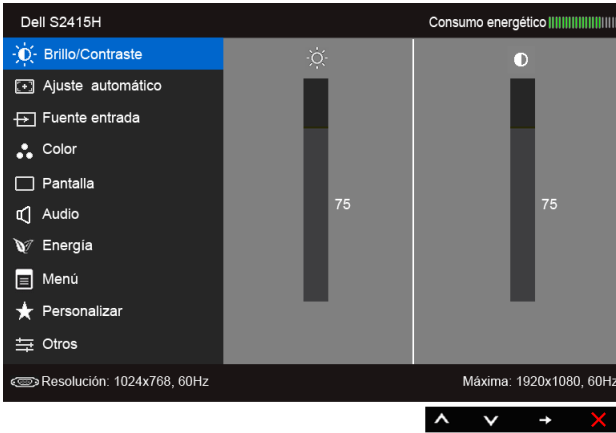 Dell S2415H
Consumo energético
Brillo/Contraste
Ajuste automático
Fuente entrada
Color
Pantalla
Audio
Energía
Menú
Personalizar
Otros
75
75
Resolución: 1024x768, 60Hz
Máxima: 1920x1080, 60Hz